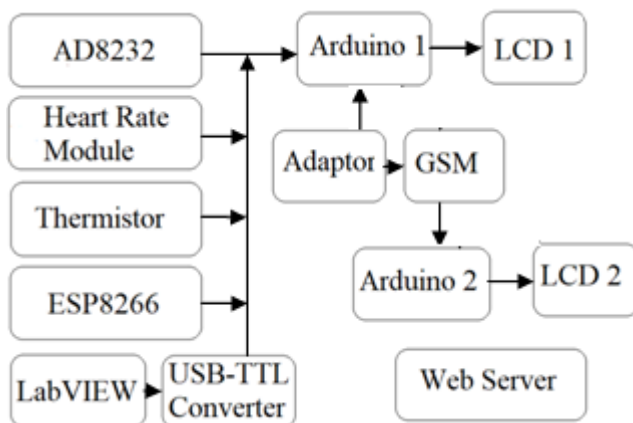 AD8232
Arduino 1
LCD 1
Heart Rate
Module
Adaptor
GSM
Thermistor
Arduino 2
LCD 2
ESP8266
LabVIEW
USB-TTL
Converter
Web Server